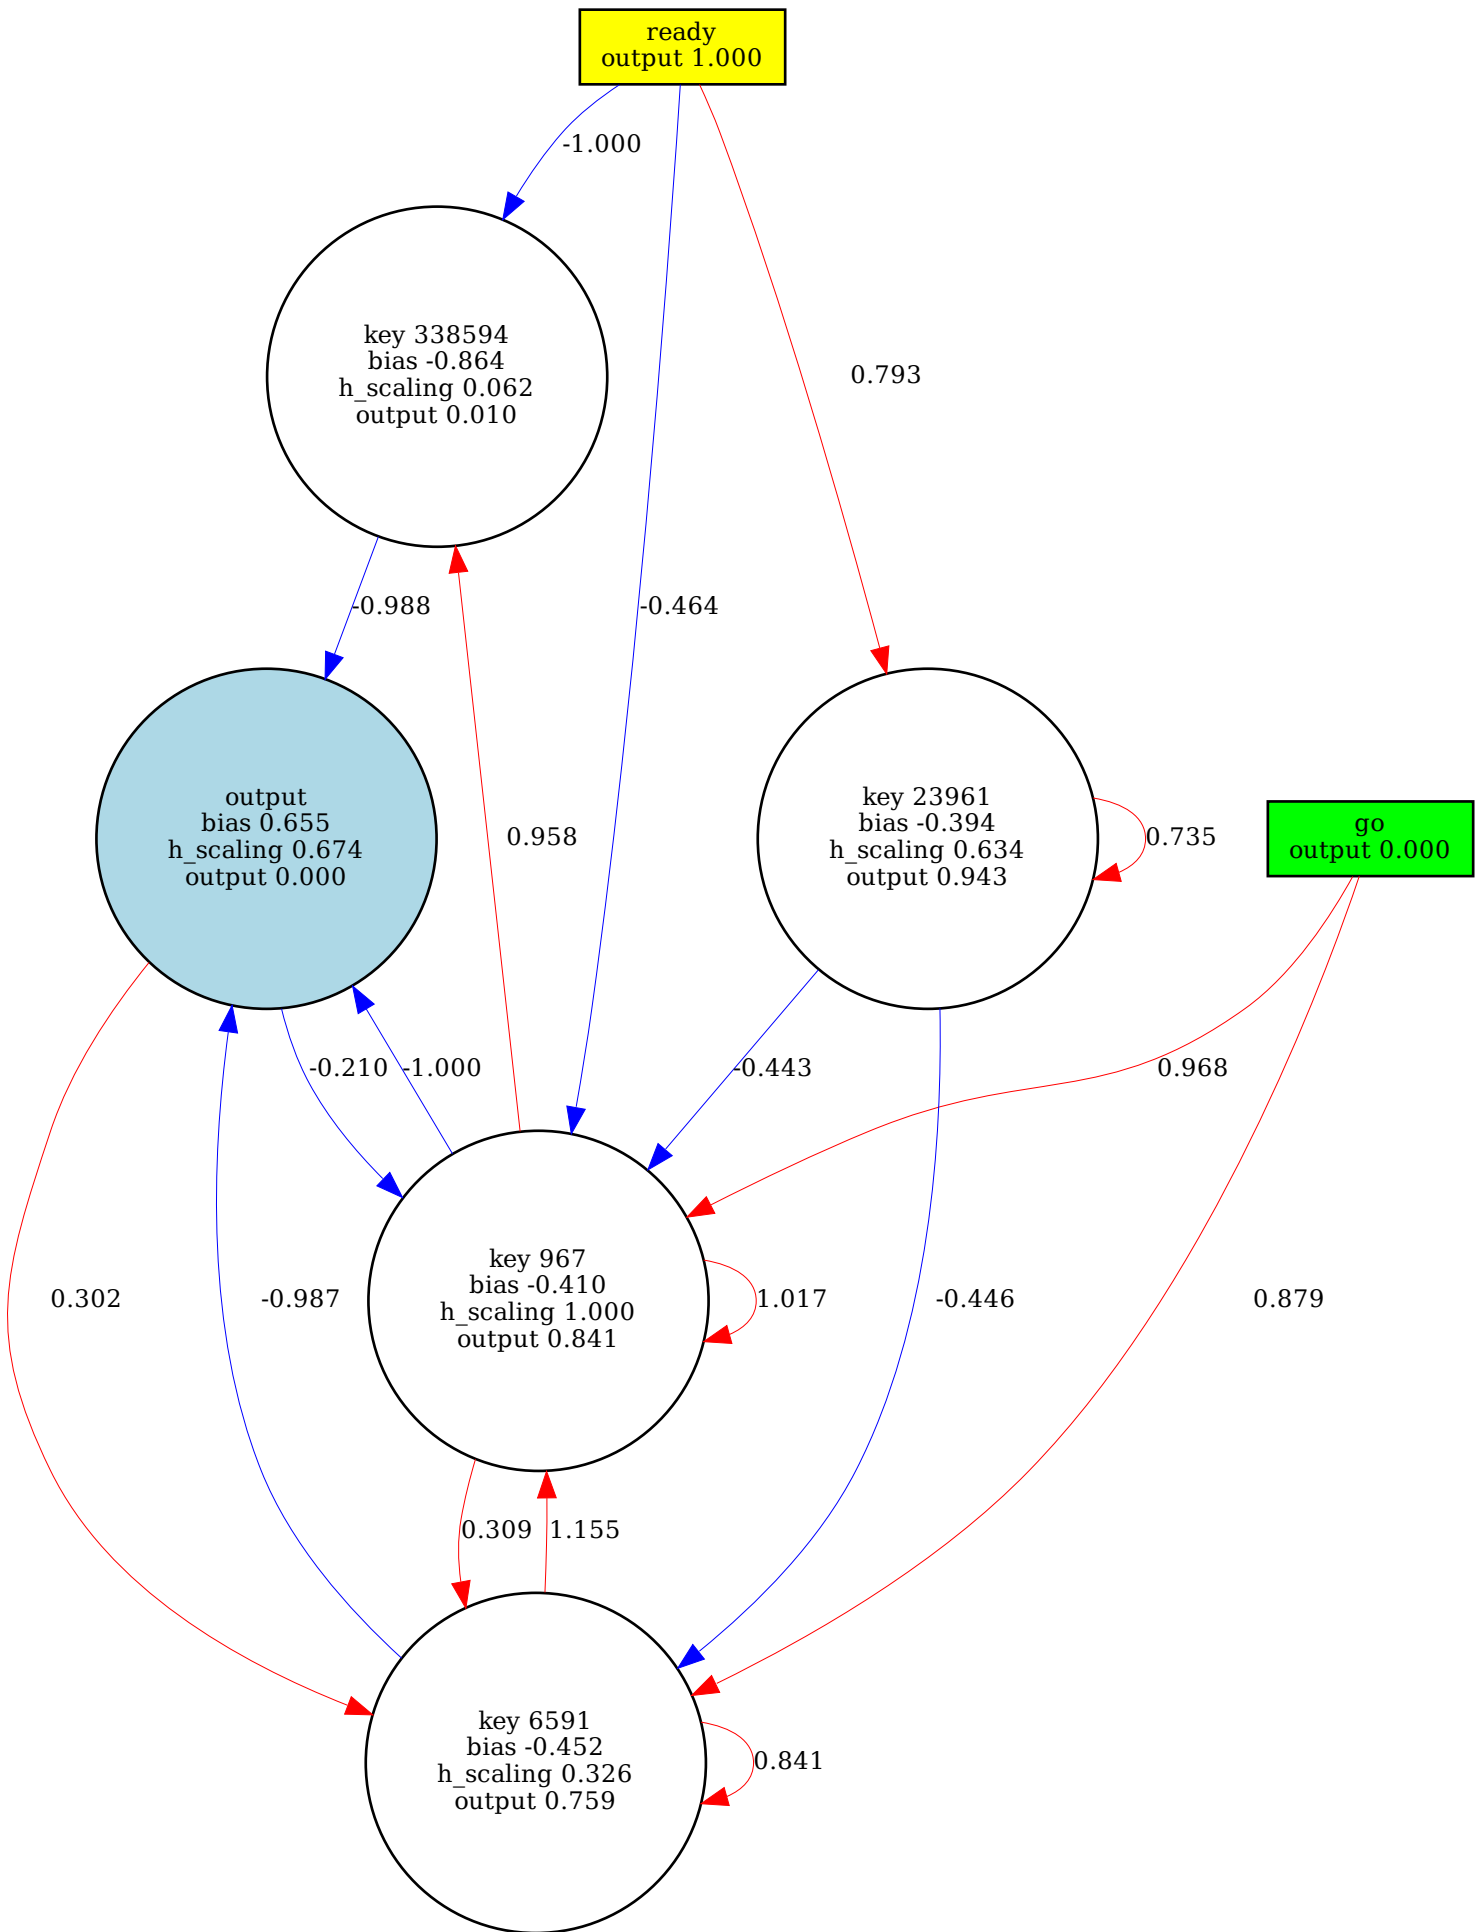 ready
output 1.000
-1.000
key 338594
bias -0.864
h_scaling 0.062
output 0.010
0.793
-0.988
-0.464
output
bias 0.655
h_scaling 0.674
output 0.000
0.958
key 23961
bias -0.394
h_scaling 0.634
output 0.943
0.735
go
output 0.000
-0.210
-1.000
-0.443
0.968
0.302
-0.987
key 967
bias -0.410
h_scaling 1.000
output 0.841
1.017
-0.446
0.879
0.309
1.155
key 6591
bias -0.452
h_scaling 0.326
output 0.759
0.841